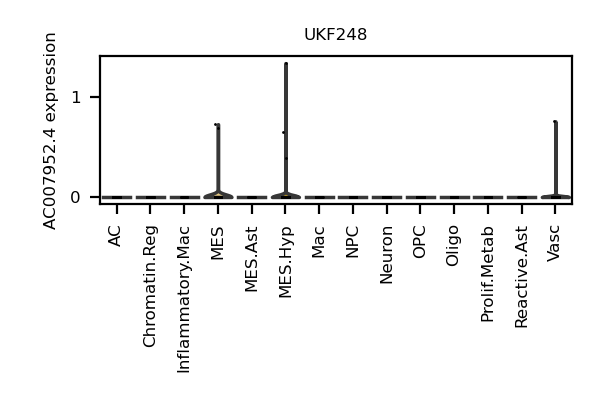 UKF248
AC007952.4 expression
1
0
AC
Chromatin.Reg
Inflammatory.Mac
MES
MES.Ast
MES.Hyp
Mac
NPC
Neuron
OPC
Oligo
Prolif.Metab
Reactive.Ast
Vasc